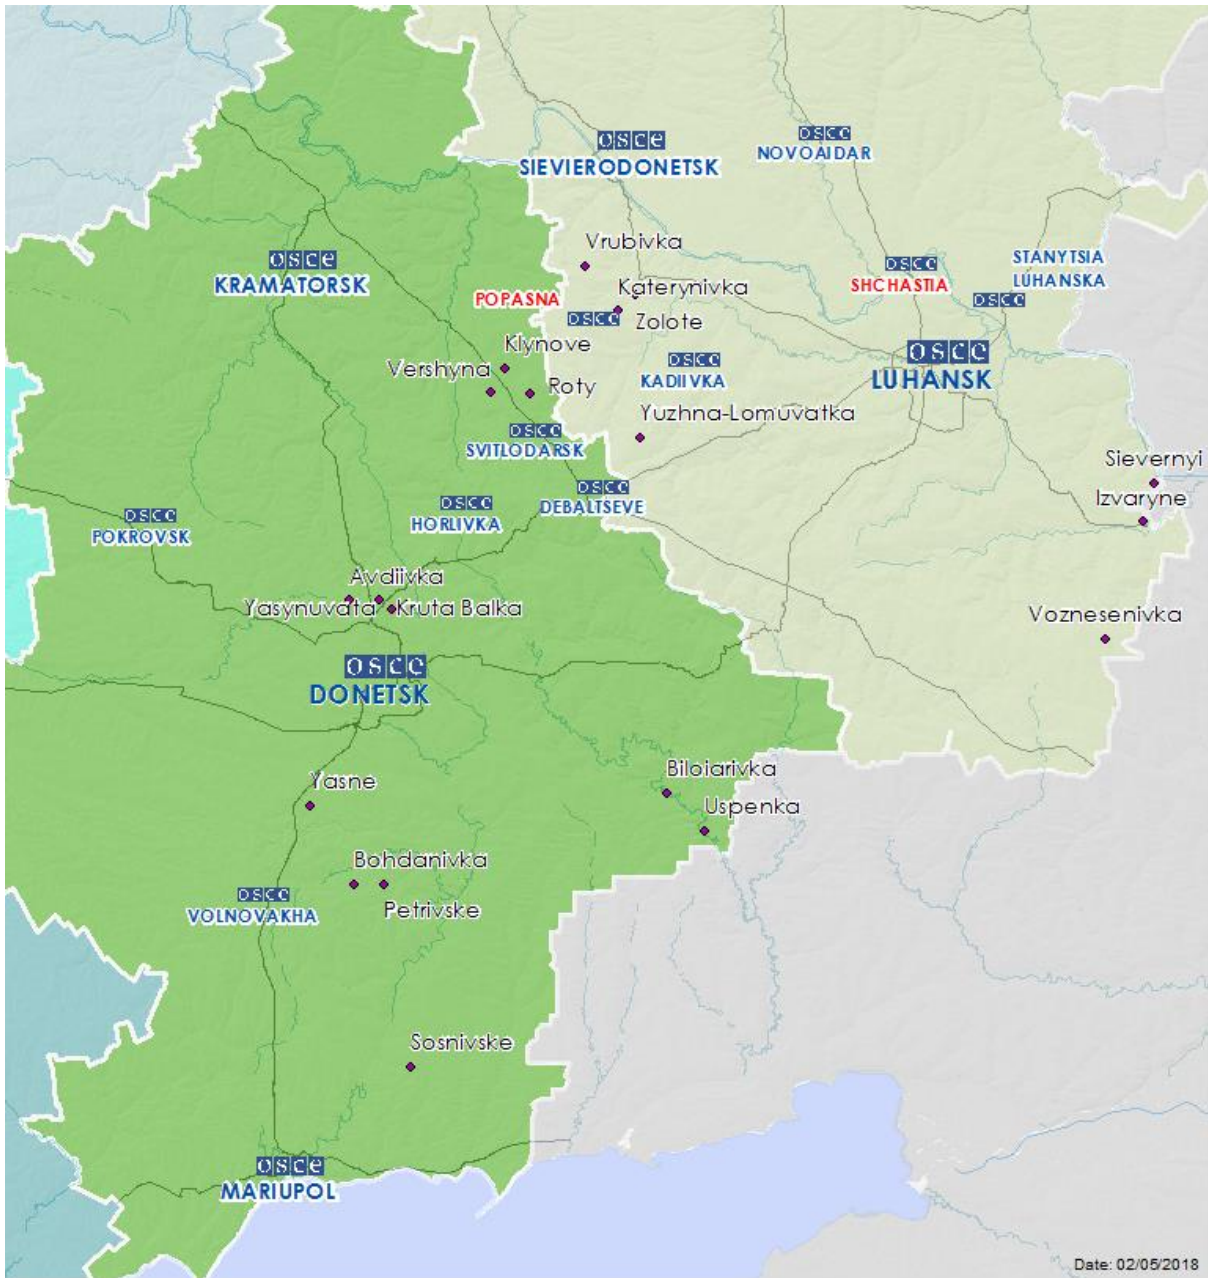 osce
SIEVIERODONETSK
osce
NOVOAIDAR
Vrubivka
osce
KRAMATORSK
STANYTSIA
LUHANSKA
osce
SHCHASTIA
POPASNA
Katerynivka
osce
osce
Zolote
Klynove
osce
LUHANSK
Vershyna
osce
KADIIVKA
Roty
Yuzhna-Lomuvatka
osce
SVITLODARSK
Sievernyi
osce
DEBALTSEVE
Izvaryne
osce
HORLIVKA
osce
POKROVSK
Avdiivka
Yasynuvata
Kruta Balka
Voznesenivka
osce
DONETSK
Yasne
Biloiarivka
Uspenka
Bohdanivka
osce
VOLNOVAKHA
Petrivske
Sosnivske
osce
MARIUPOL
Date: 02/05/2018